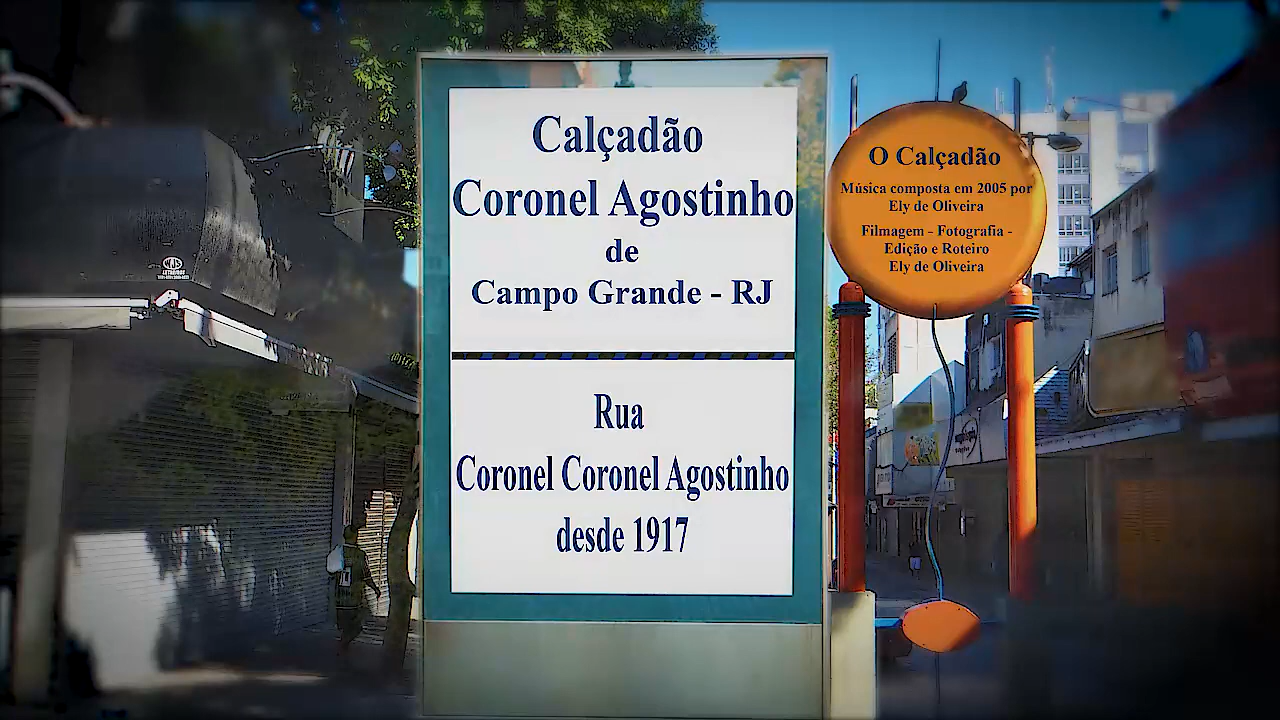 Calçadão
Coronel Agostinho
de
Campo Grande - RJ
Rua
Coronel Coronel Agostinho
desde 1917
O Calçadão
Música composta em 2005 por
Ely de Oliveira
Filmagem - Fotografia -
Edição e Roteiro
Ely de Oliveira